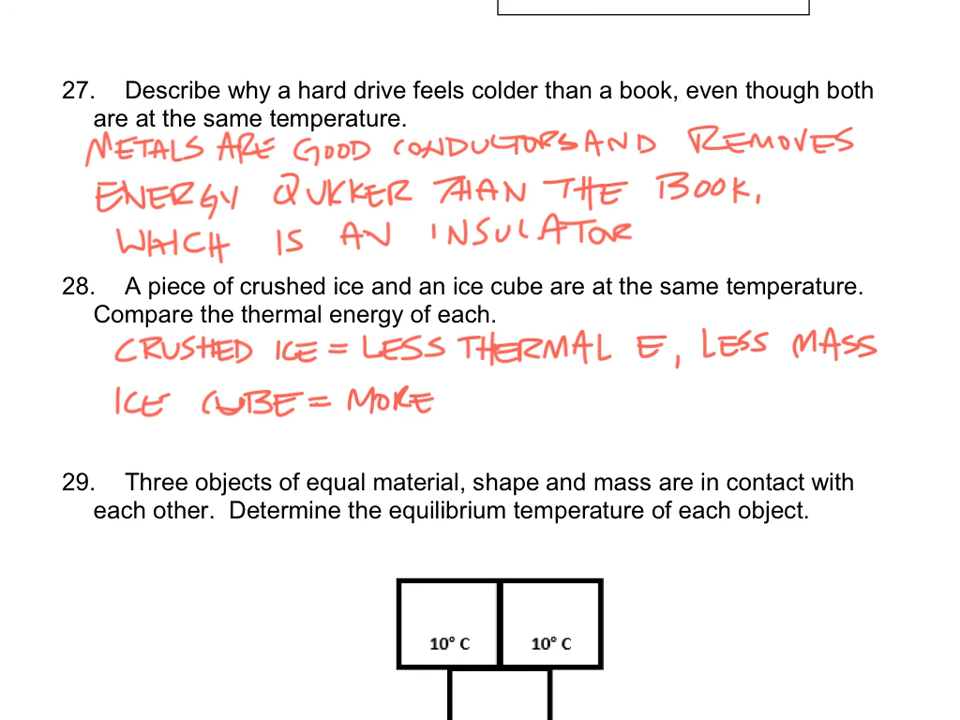 27. Describe why a hard drive feels colder than a book, even though both
are at the same temperature.
METALS ARE GOOD CONDUCTORS AND REMOVES
ENERGY QUICKER THAN THE BOOK,
WHICH IS AN INSULATOR
28. A piece of crushed ice and an ice cube are at the same temperature.
Compare the thermal energy of each.
CRUSHED ICE = LESS THERMAL E, LESS MASS
ICE CUBE = MORE
29. Three objects of equal material, shape and mass are in contact with
each other. Determine the equilibrium temperature of each object.
10° C 10° C